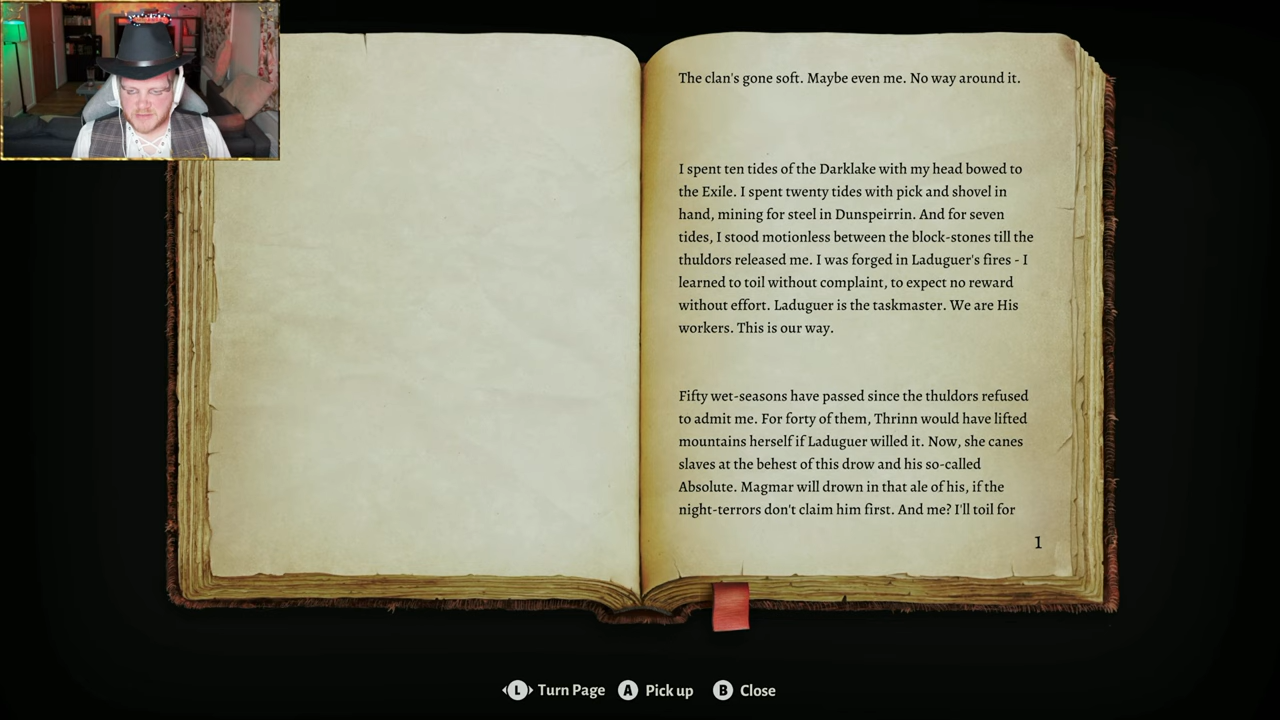 The clan's gone soft. Maybe even me. No way around it.
I spent ten tides of the Darklake with my head bowed to
the Exile. I spent twenty tides with pick and shovel in
hand, mining for steel in Dunspeirrin. And for seven
tides, I stood motionless between the block-stones till the
thuldors released me. I was forged in Laduguer's fires - I
learned to toil without complaint, to expect no reward
without effort. Laduguer is the taskmaster. We are His
workers. This is our way.
Fifty wet-seasons have passed since the thuldors refused
to admit me. For forty of them, Thrinn would have lifted
mountains herself if Laduguer willed it. Now, she canes
slaves at the behest of this drow and his so-called
Absolute. Magmar will drown in that ale of his, if the
night-terrors don't claim him first. And me? I'll toil for
1
L Turn Page A Pick up B Close